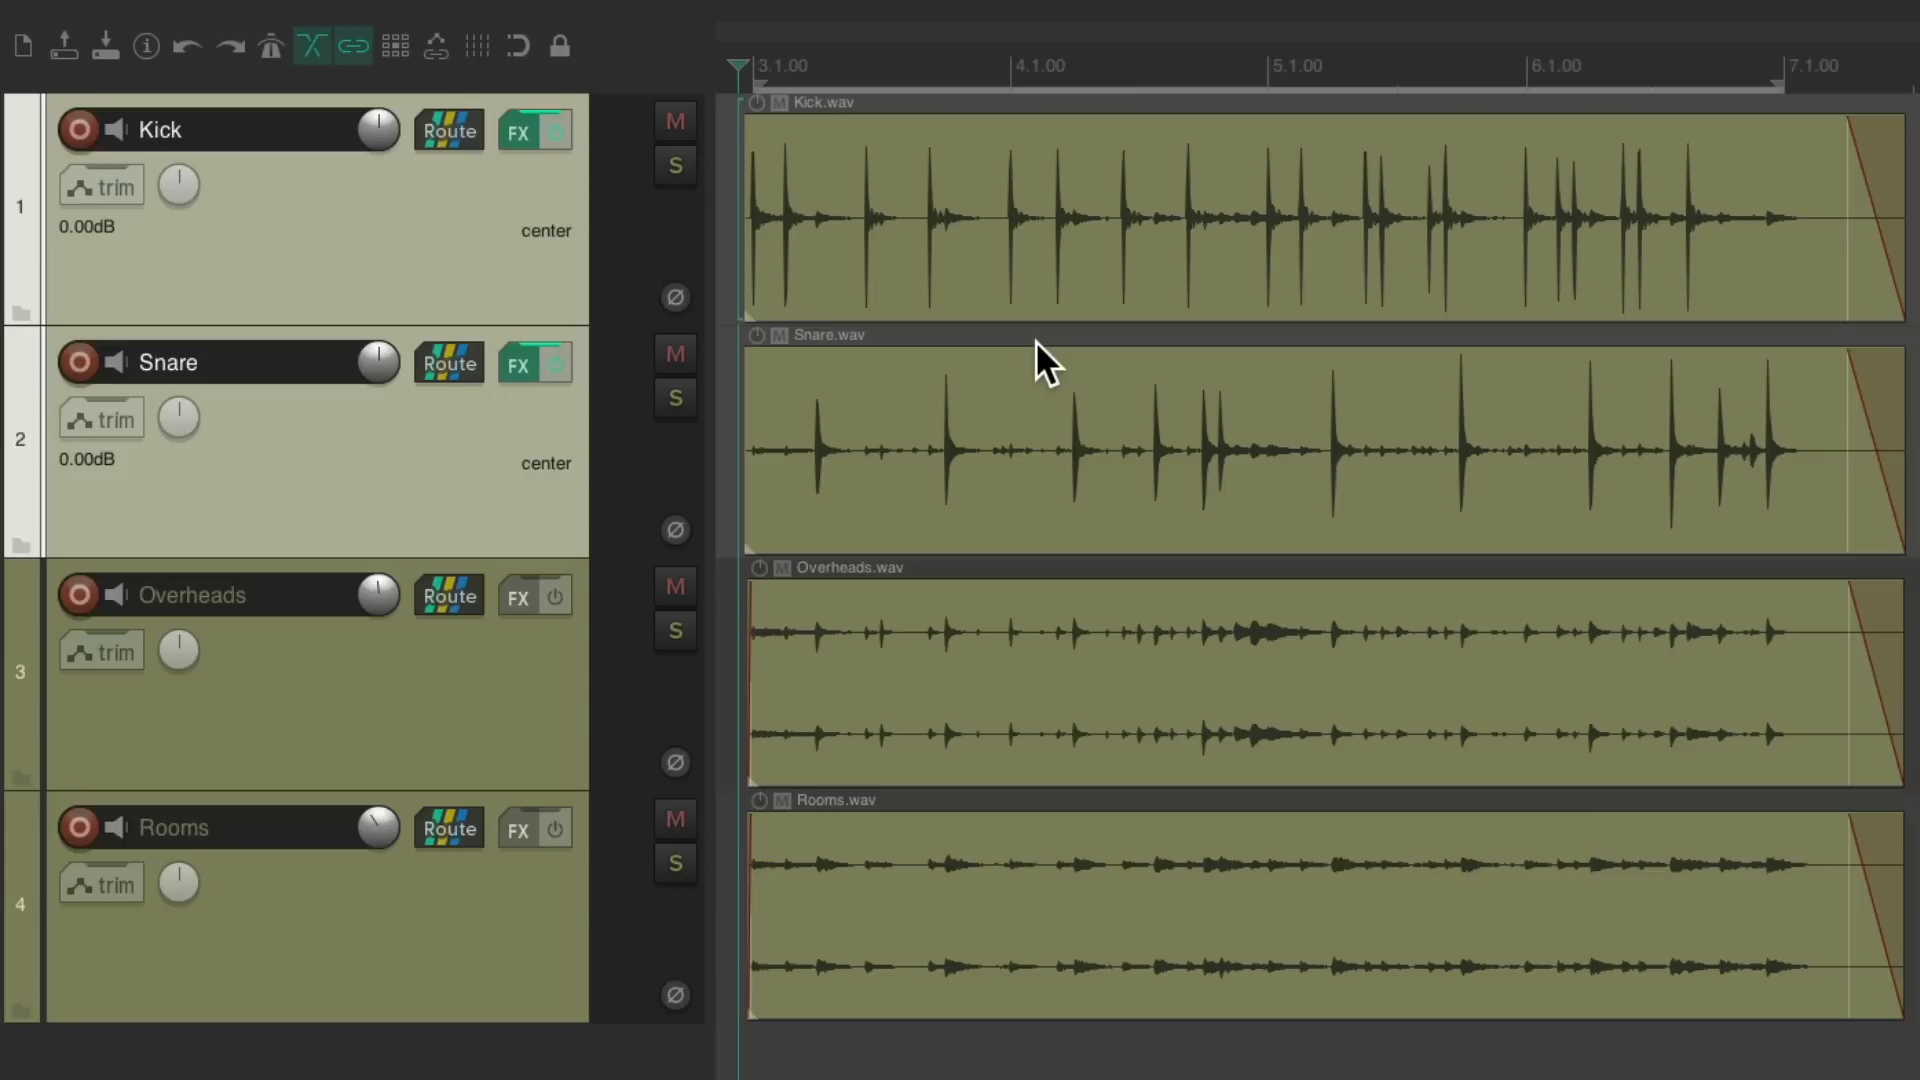 3.1.00 4.1.00 5.1.00 6.1.00 7.1.00
1 Kick Route FX M Kick.wav
trim S
0.00dB center
2 Snare Route FX M Snare.wav
trim S
0.00dB center
3 Overheads Route FX M Overheads.wav
trim S
4 Rooms Route FX M Rooms.wav
trim S